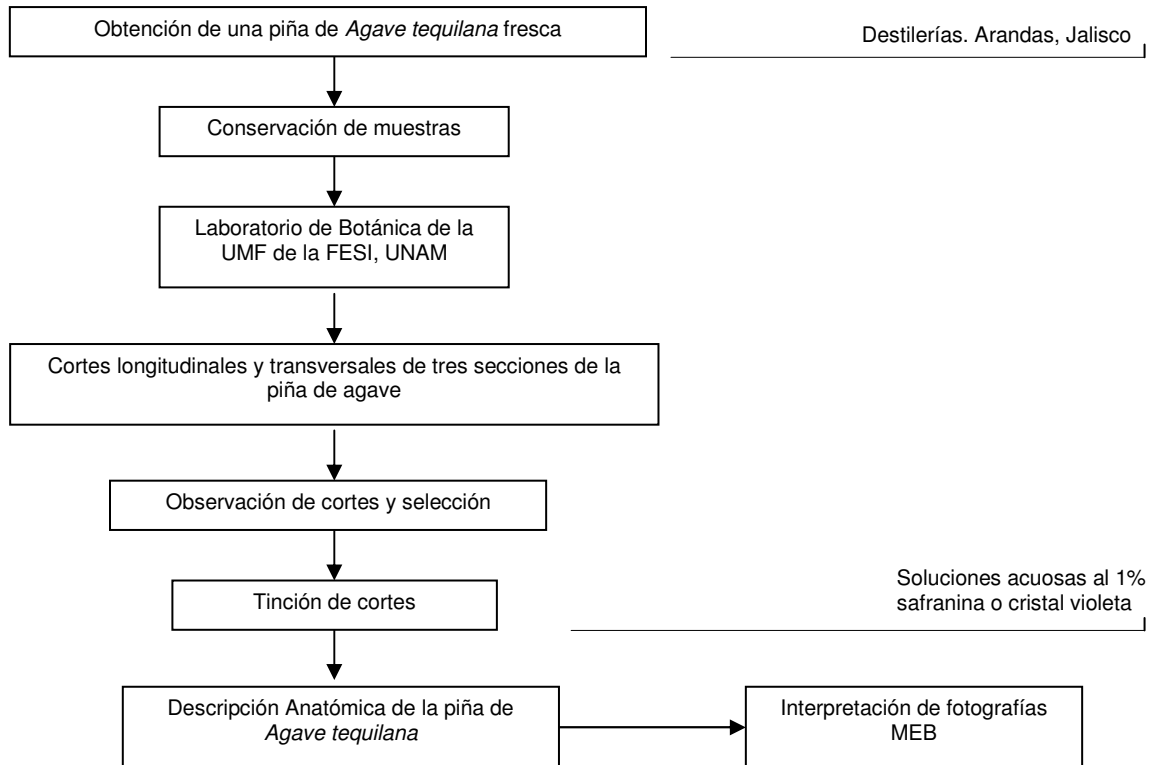 Obtención de una piña de Agave tequilana fresca
Destilerías. Arandas, Jalisco
Conservación de muestras
Laboratorio de Botánica de la
UMF de la FESI, UNAM
Cortes longitudinales y transversales de tres secciones de la
piña de agave
Observación de cortes y selección
Soluciones acuosas al 1%
safranina o cristal violeta
Tinción de cortes
Descripción Anatómica de la piña de
Agave tequilana
Interpretación de fotografías
MEB